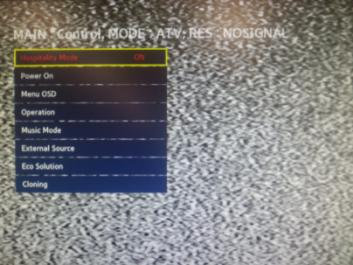 MAIN : Control, MODE : ATV, RES : NOSIGNAL
Hospitality Mode ON
Power On
Menu OSD
Operation
Music Mode
External Source
Eco Solution
Cloning